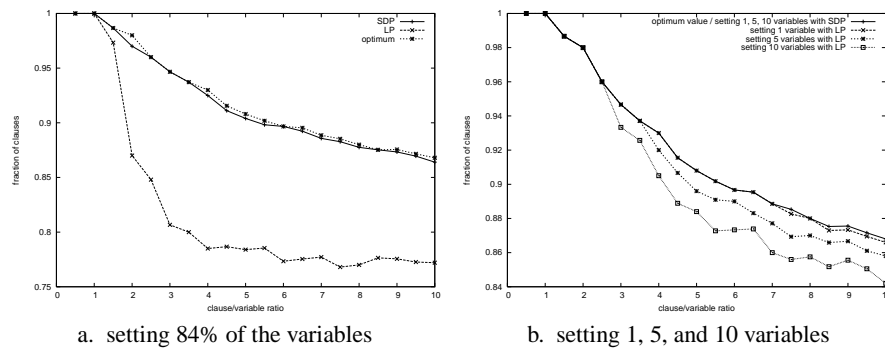 1
0.95
0.9
0.85
0.8
0.75
0 1 2 3 4 5 6 7 8 9 10
fraction of clauses
clause/variable ratio
SDP
LP
optimum
a. setting 84% of the variables
1
0.98
0.96
0.94
0.92
0.9
0.88
0.86
0.84
0 1 2 3 4 5 6 7 8 9 1
fraction of clauses
clause/variable ratio
optimum value / setting 1, 5, 10 variables with SDP
setting 1 variable with LP
setting 5 variables with LP
setting 10 variables with LP
b. setting 1, 5, and 10 variables